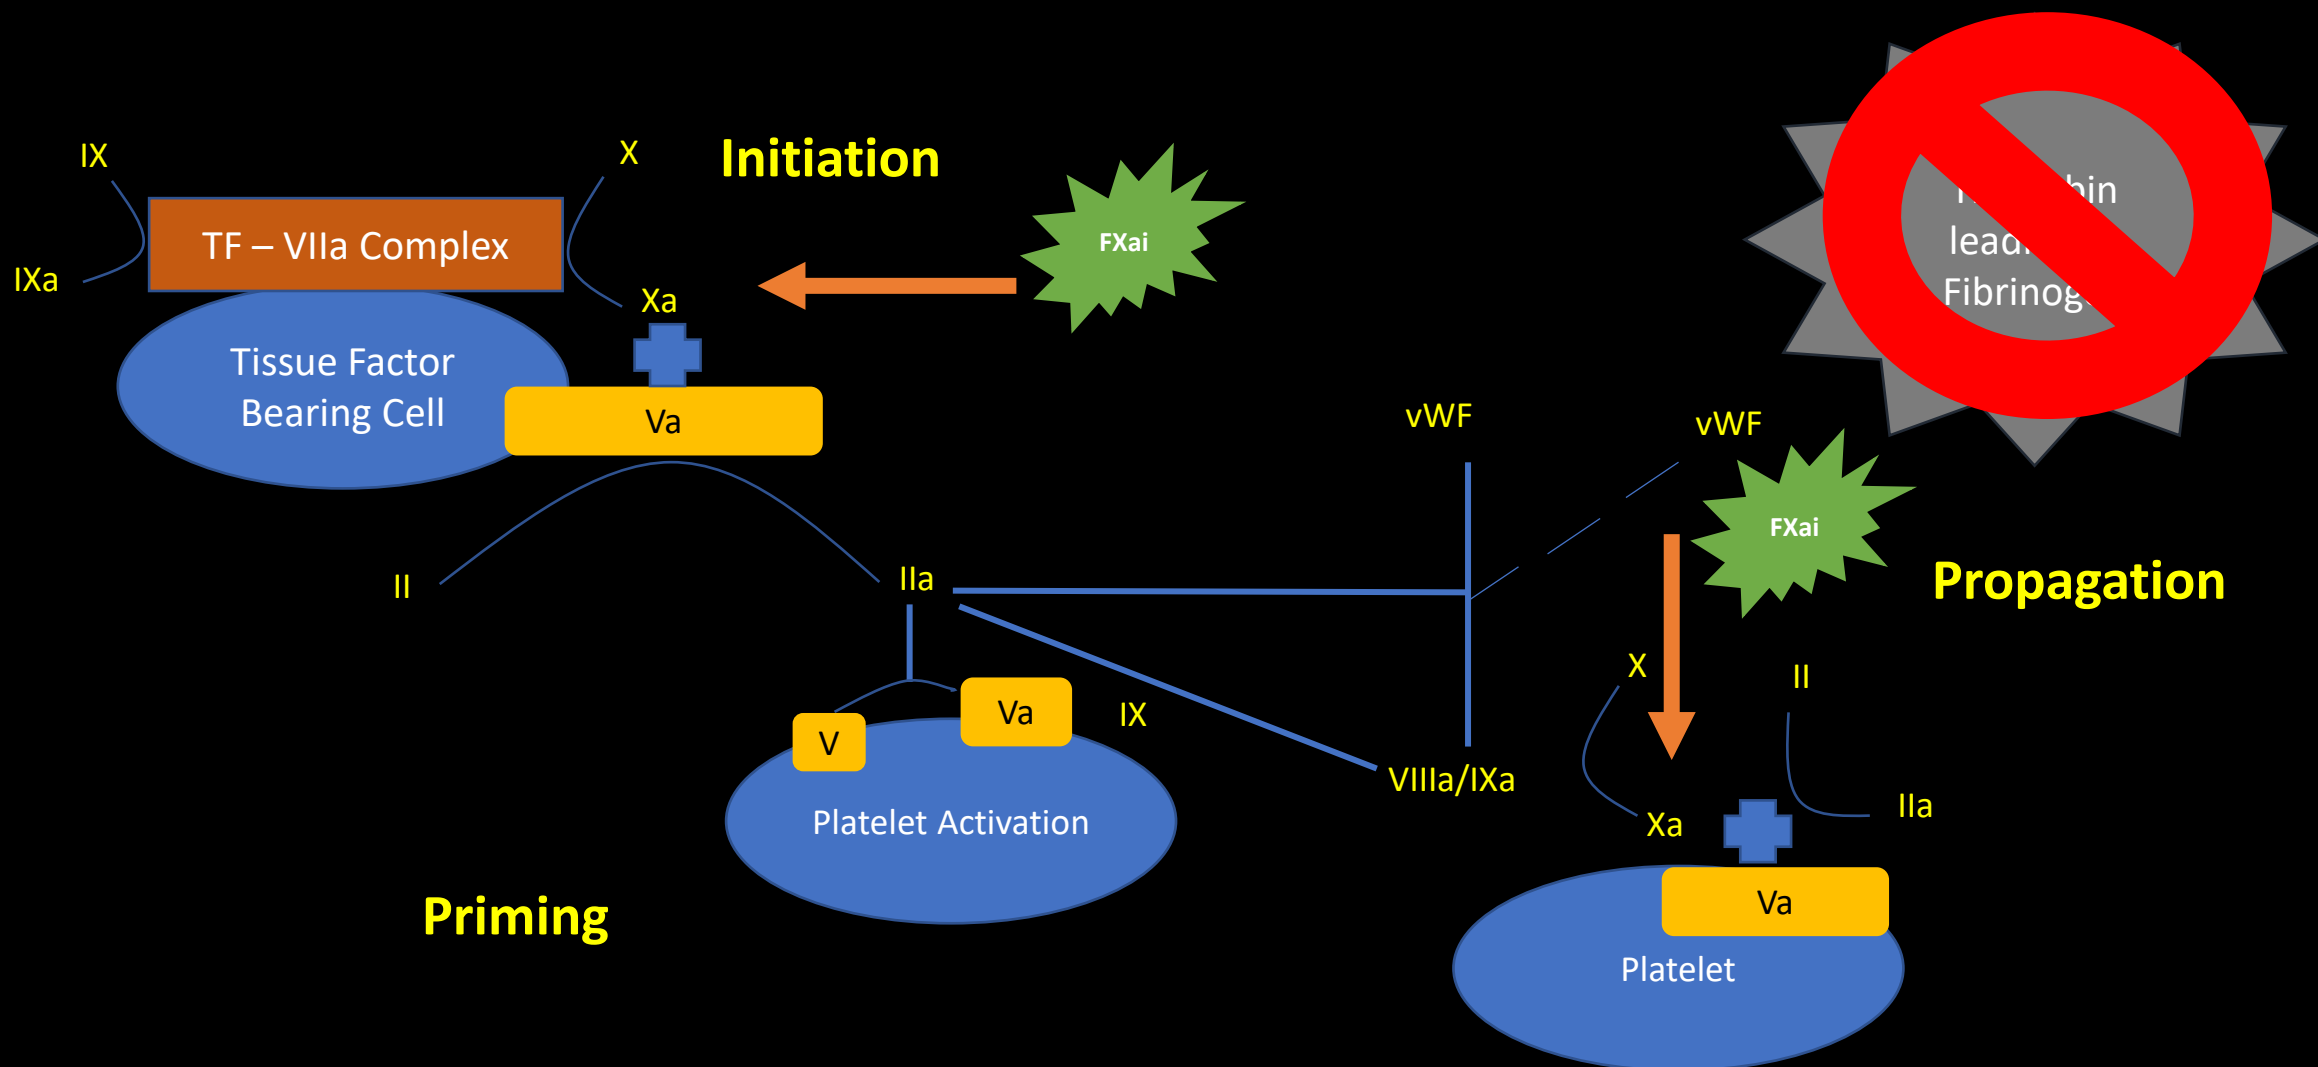 IX
X
Initiation
FXai
TF – VIIa Complex
IXa
Xa
Tissue Factor
Bearing Cell
Va
vWF
vWF
FXai
Propagation
II
IIa
X
II
V
Va
IX
VIIIa/IXa
Platelet Activation
Xa
IIa
Va
Priming
Platelet